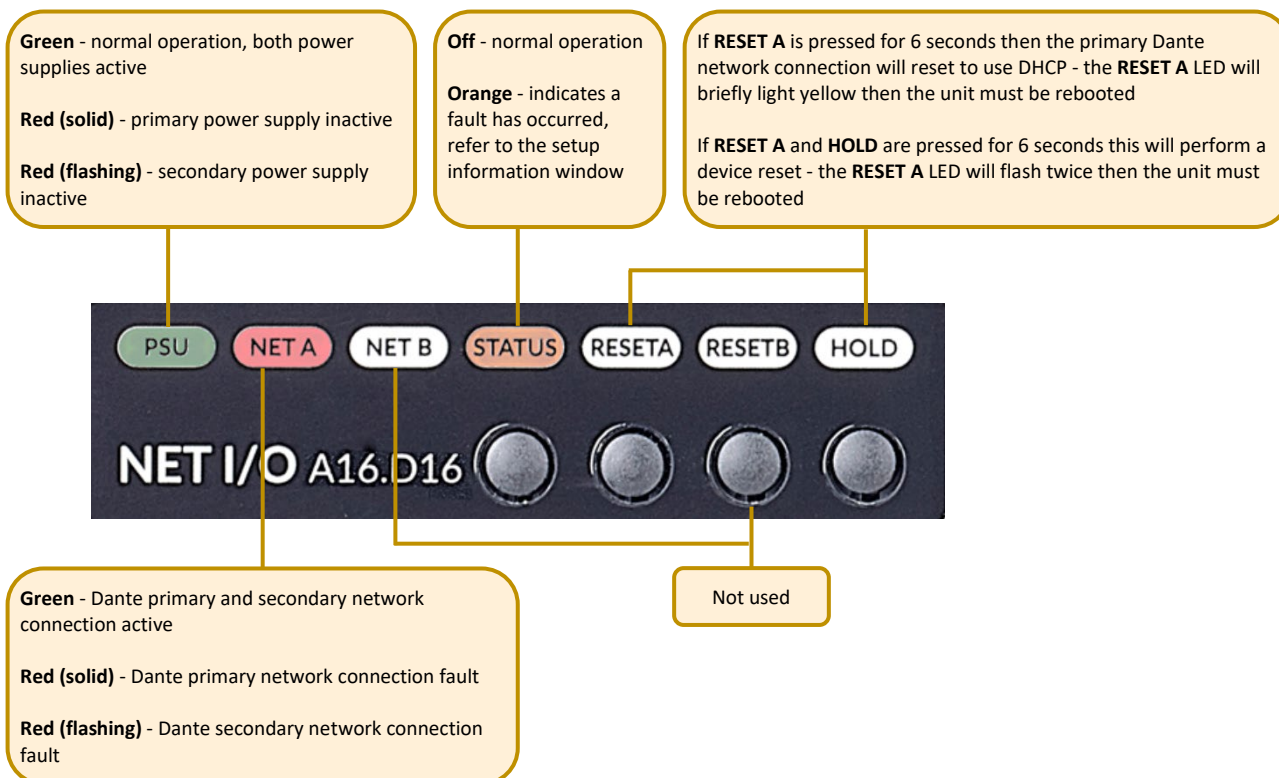 Green - normal operation, both power
supplies active
Red (solid) - primary power supply inactive
Red (flashing) - secondary power supply
inactive
Off - normal operation
Orange - indicates a
fault has occurred,
refer to the setup
information window
If RESET A is pressed for 6 seconds then the primary Dante
network connection will reset to use DHCP - the RESET A LED will
briefly light yellow then the unit must be rebooted
If RESET A and HOLD are pressed for 6 seconds this will perform a
device reset - the RESET A LED will flash twice then the unit must
be rebooted
PSU NET A NET B STATUS RESETA RESETB HOLD
NET I/O A16.D16
Green - Dante primary and secondary network
connection active
Red (solid) - Dante primary network connection fault
Red (flashing) - Dante secondary network connection
fault
Not used